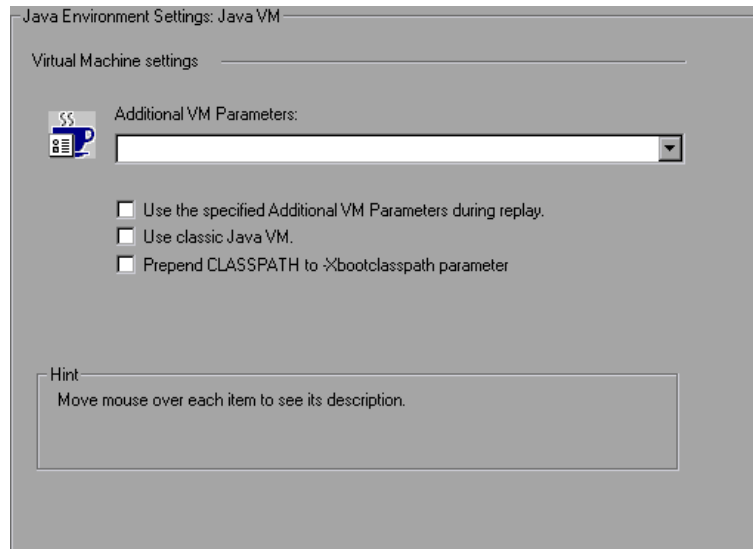 Java Environment Settings: Java VM
Virtual Machine settings
Additional VM Parameters:
Use the specified Additional VM Parameters during replay.
Use classic Java VM.
Prepend CLASSPATH to -Xbootclasspath parameter
Hint
Move mouse over each item to see its description.